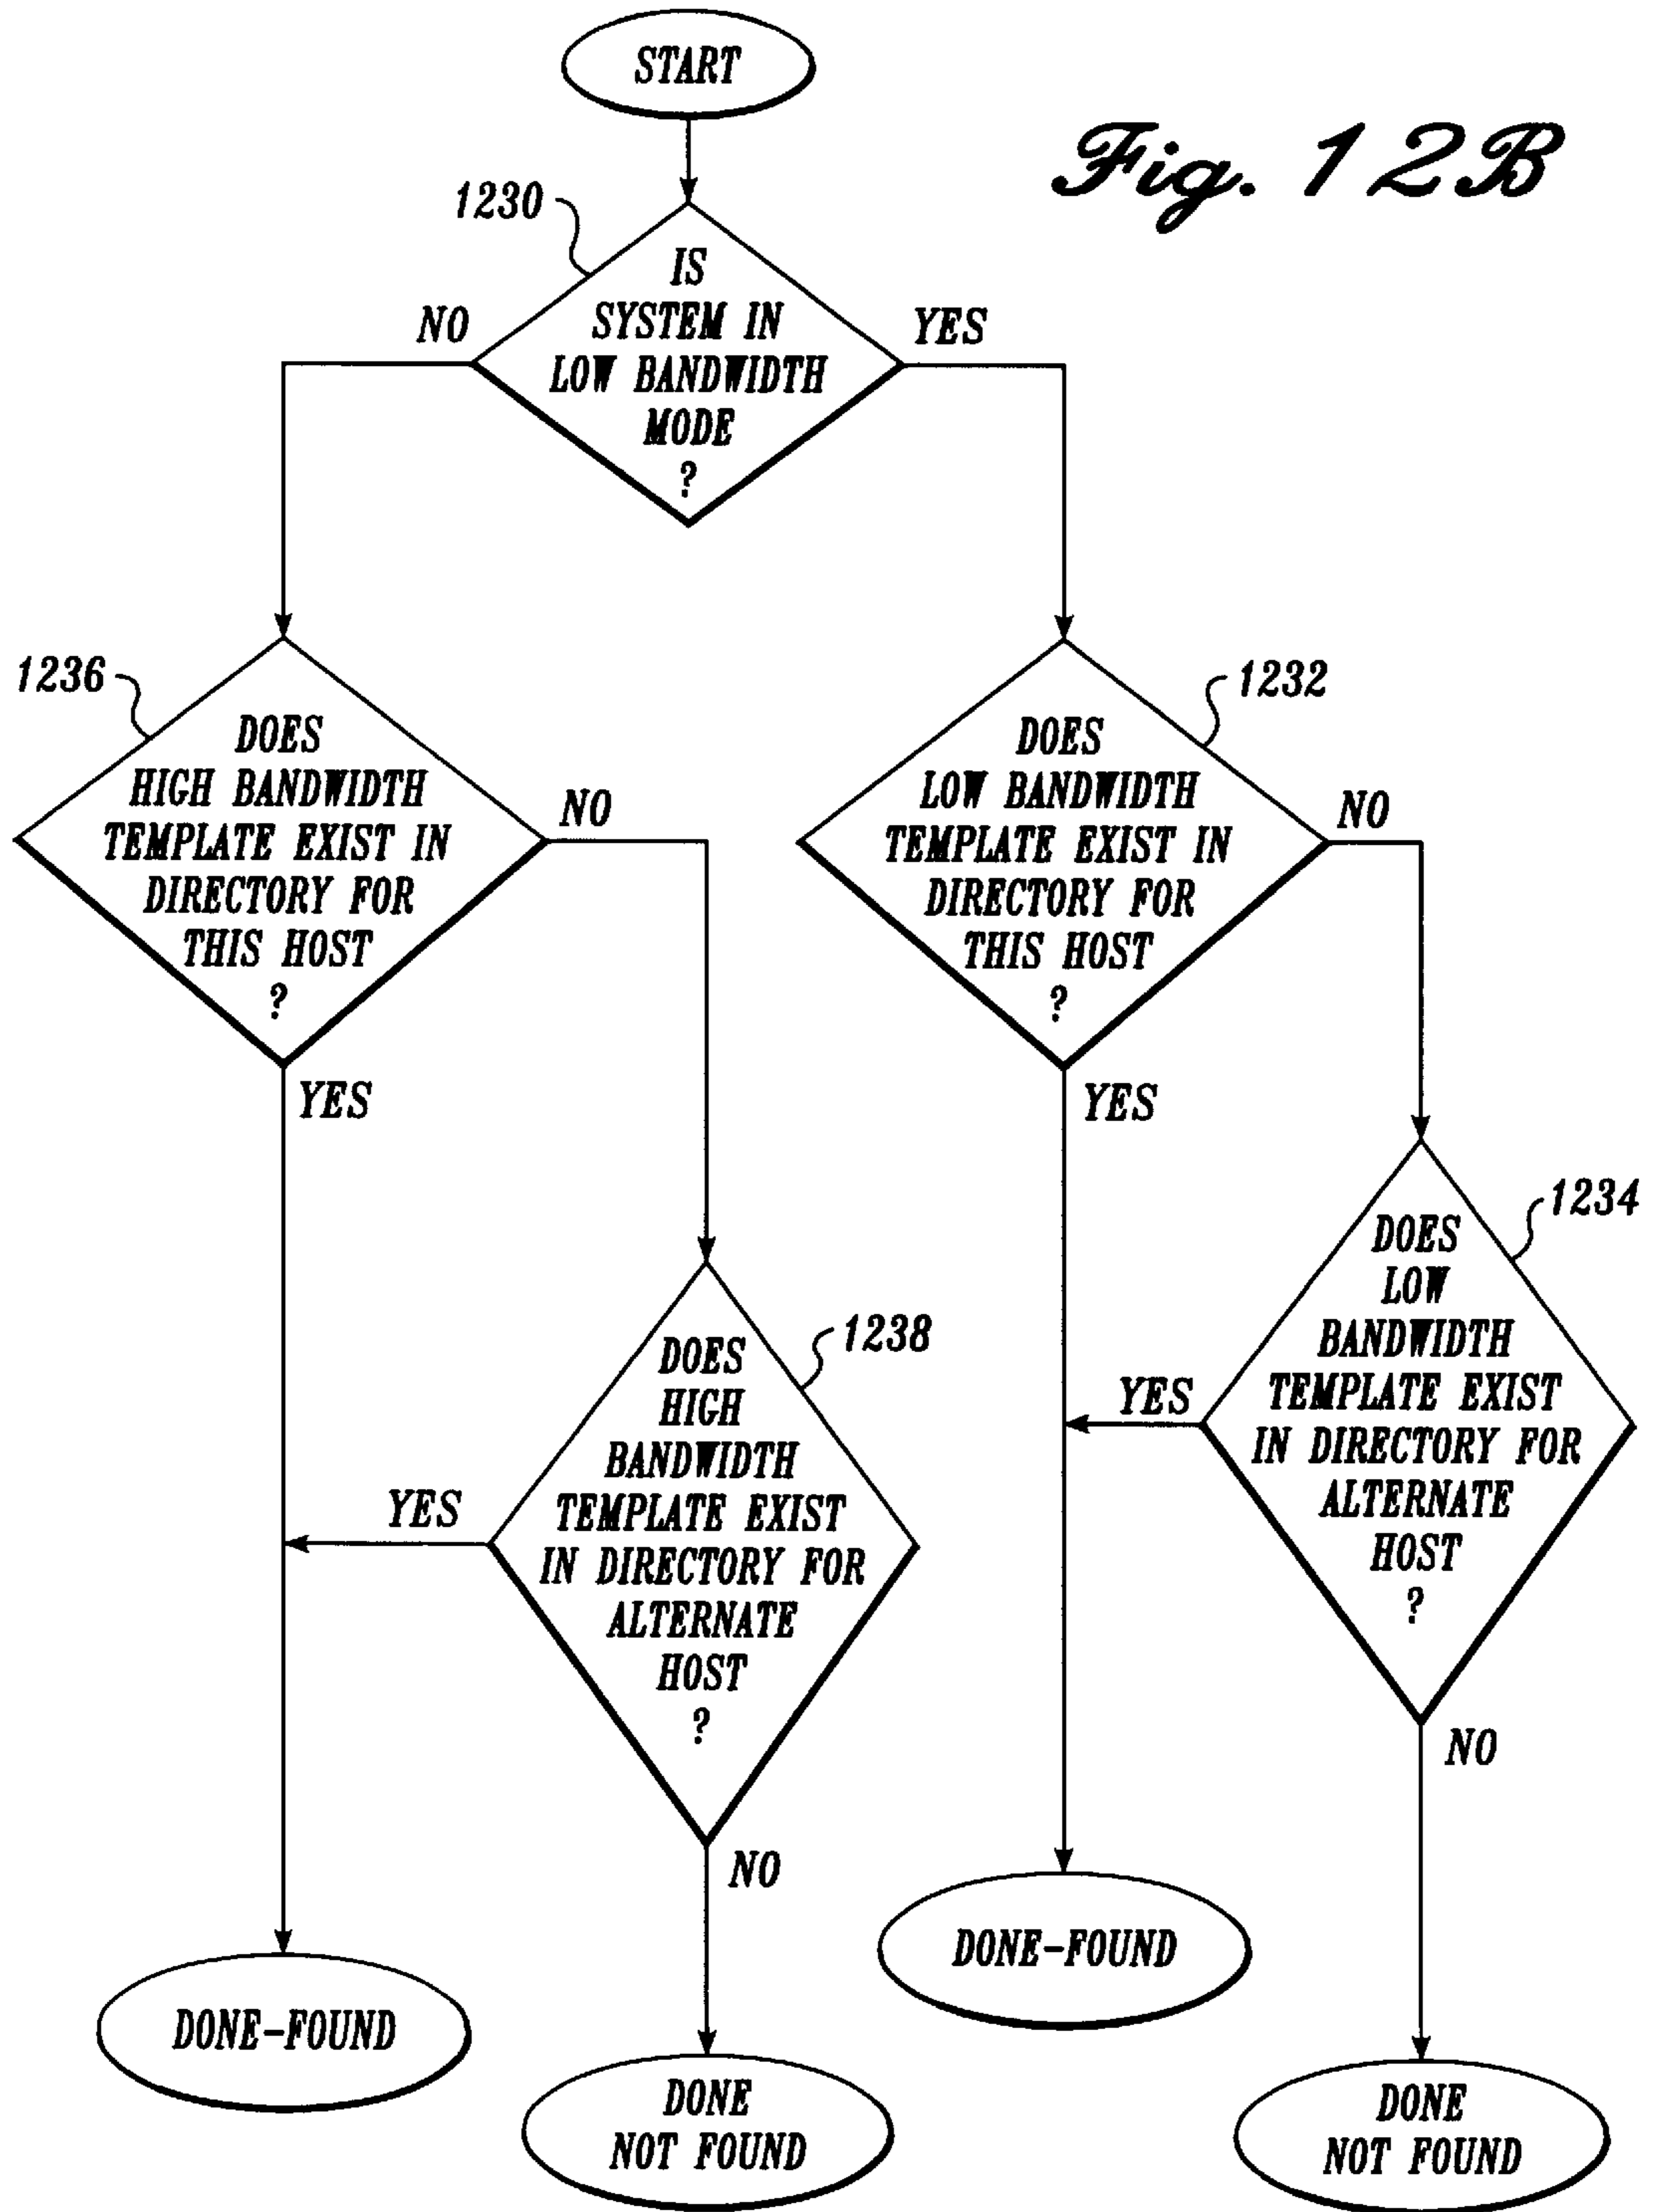 START
Fig. 12B
1230
IS
SYSTEM IN
LOW BANDWIDTH
MODE
?
NO
YES
1236
DOES
HIGH BANDWIDTH
TEMPLATE EXIST IN
DIRECTORY FOR
THIS HOST
?
NO
YES
1232
DOES
LOW BANDWIDTH
TEMPLATE EXIST IN
DIRECTORY FOR
THIS HOST
?
NO
YES
1238
DOES
HIGH
BANDWIDTH
TEMPLATE EXIST
IN DIRECTORY FOR
ALTERNATE
HOST
?
YES
NO
1234
DOES
LOW
BANDWIDTH
TEMPLATE EXIST
IN DIRECTORY FOR
ALTERNATE
HOST
?
YES
NO
DONE-FOUND
DONE
NOT FOUND
DONE-FOUND
DONE
NOT FOUND